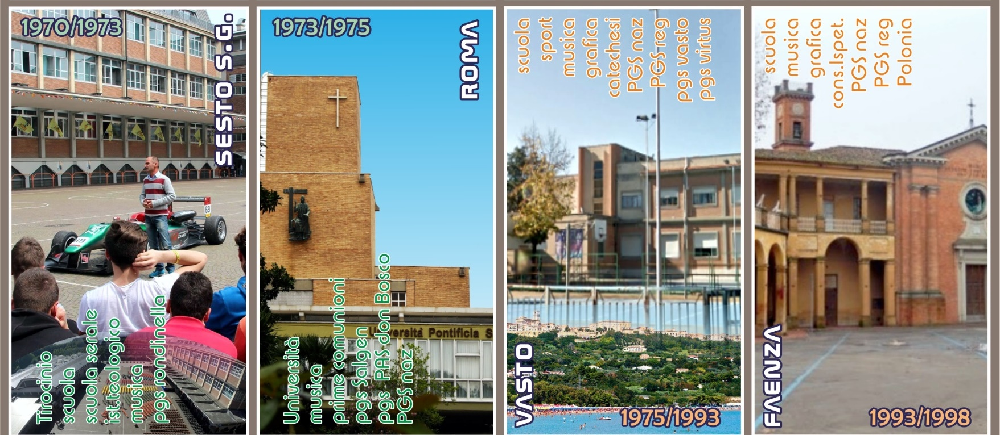 1970/1973
SESTO S.G.
69
69
Tirocinio
scuola
scuola serale
ist.teologico
musica
pgs rondinella
1973/1975
ROMA
Università Pontificia S
Università
musica
prime comunioni
pgs Salgen
pgs PAS don Bosco
PGS naz
scuola
sport
musica
grafica
catechesi
PGS naz
PGS reg
pgs vasto
pgs virtus
VASTO
1975/1993
scuola
musica
grafica
cons.Ispet.
PGS naz
PGS reg
Polonia
FAENZA
1993/1998